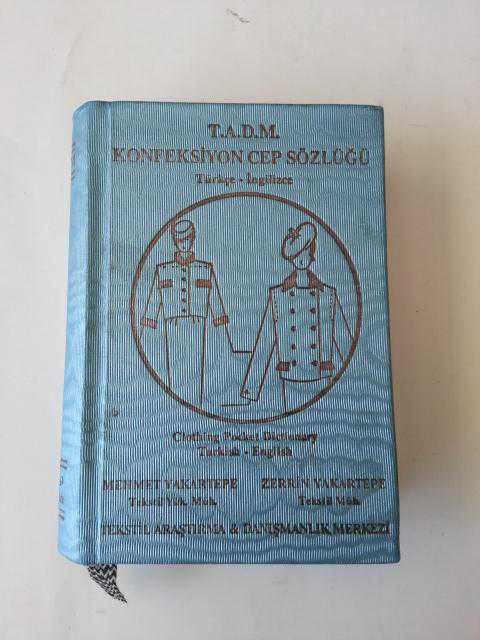 T.A.D.M.
KONFEKSİYON CEP SÖZLÜĞÜ
Türkçe - İngilizce
Clothing Pocket Dictionary
Turkish - English
MEHMET YAKARTEPE ZERRİN YAKARTEPE
Tekstil Yük. Müh. Tekstil Müh.
TEKSTİL ARAŞTIRMA & DANIŞMANLIK MERKEZİ